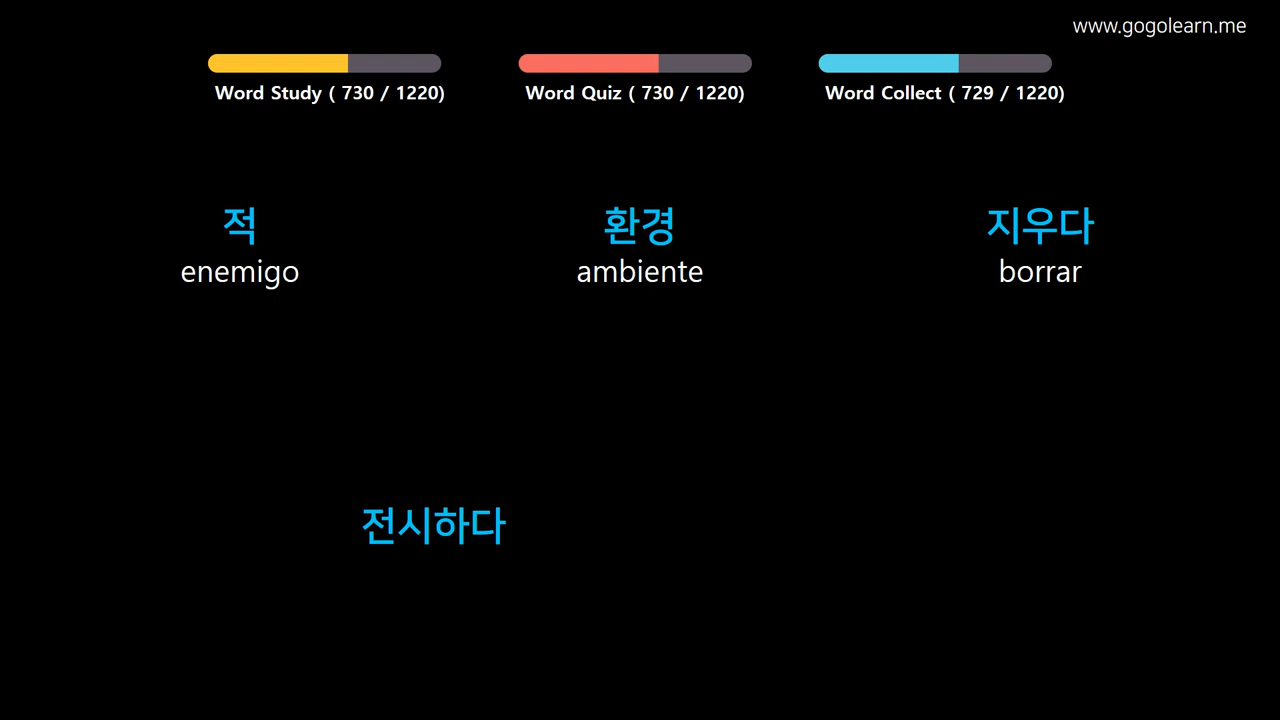 www.gogolearn.me
Word Study ( 730 / 1220)
Word Quiz ( 730 / 1220)
Word Collect ( 729 / 1220)
적
환경
지우다
enemigo
ambiente
borrar
전시하다